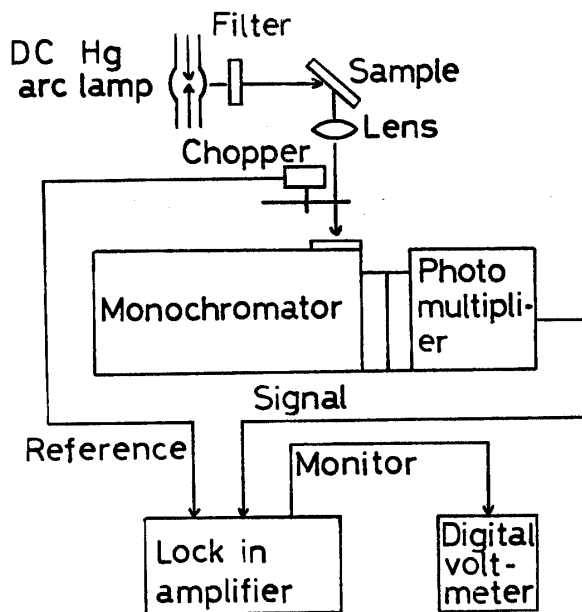 Filter
DC Hg
arc lamp
Sample
Lens
Chopper
Monochromator
Photo
multipli-
er
Signal
Reference
Monitor
Lock in
amplifier
Digital
volt-
meter